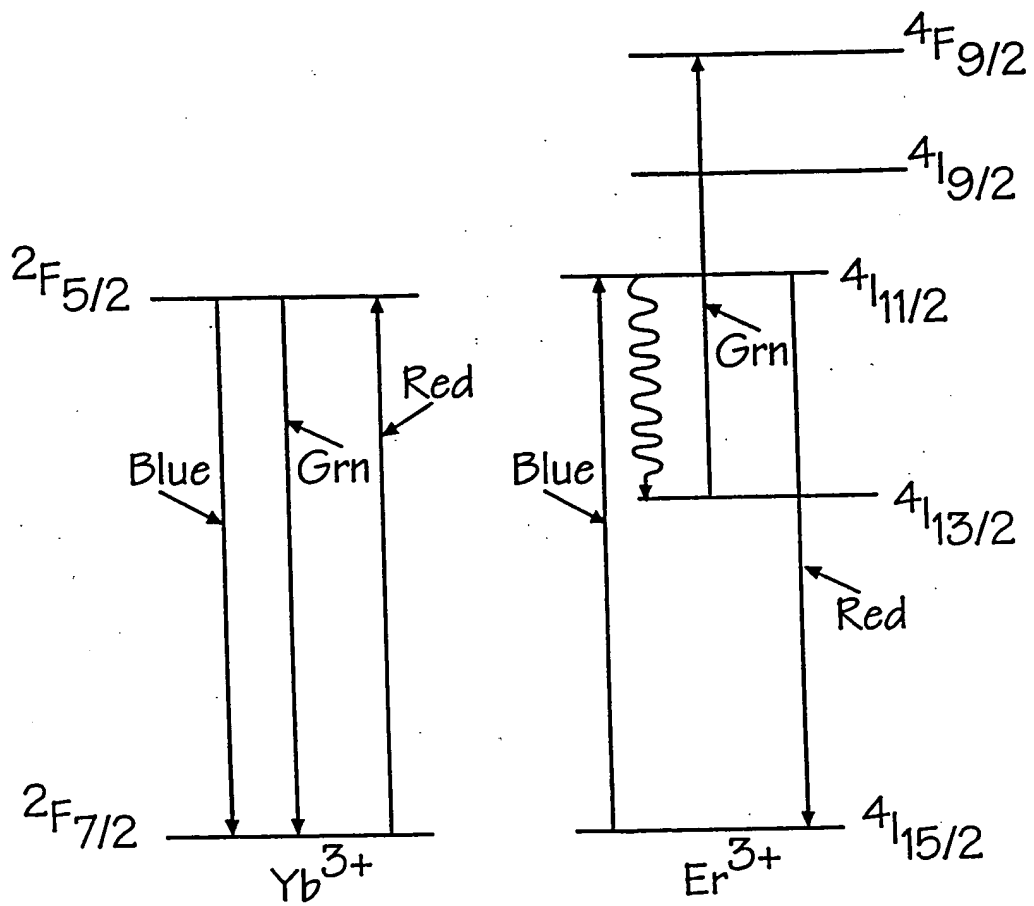 ⁴F₉/₂
⁴I₉/₂
²F₅/₂
⁴I₁₁/₂
Grn
Red
Blue
Grn
Blue
⁴I₁₃/₂
Red
²F₇/₂
⁴I₁₅/₂
Yb³⁺
Er³⁺